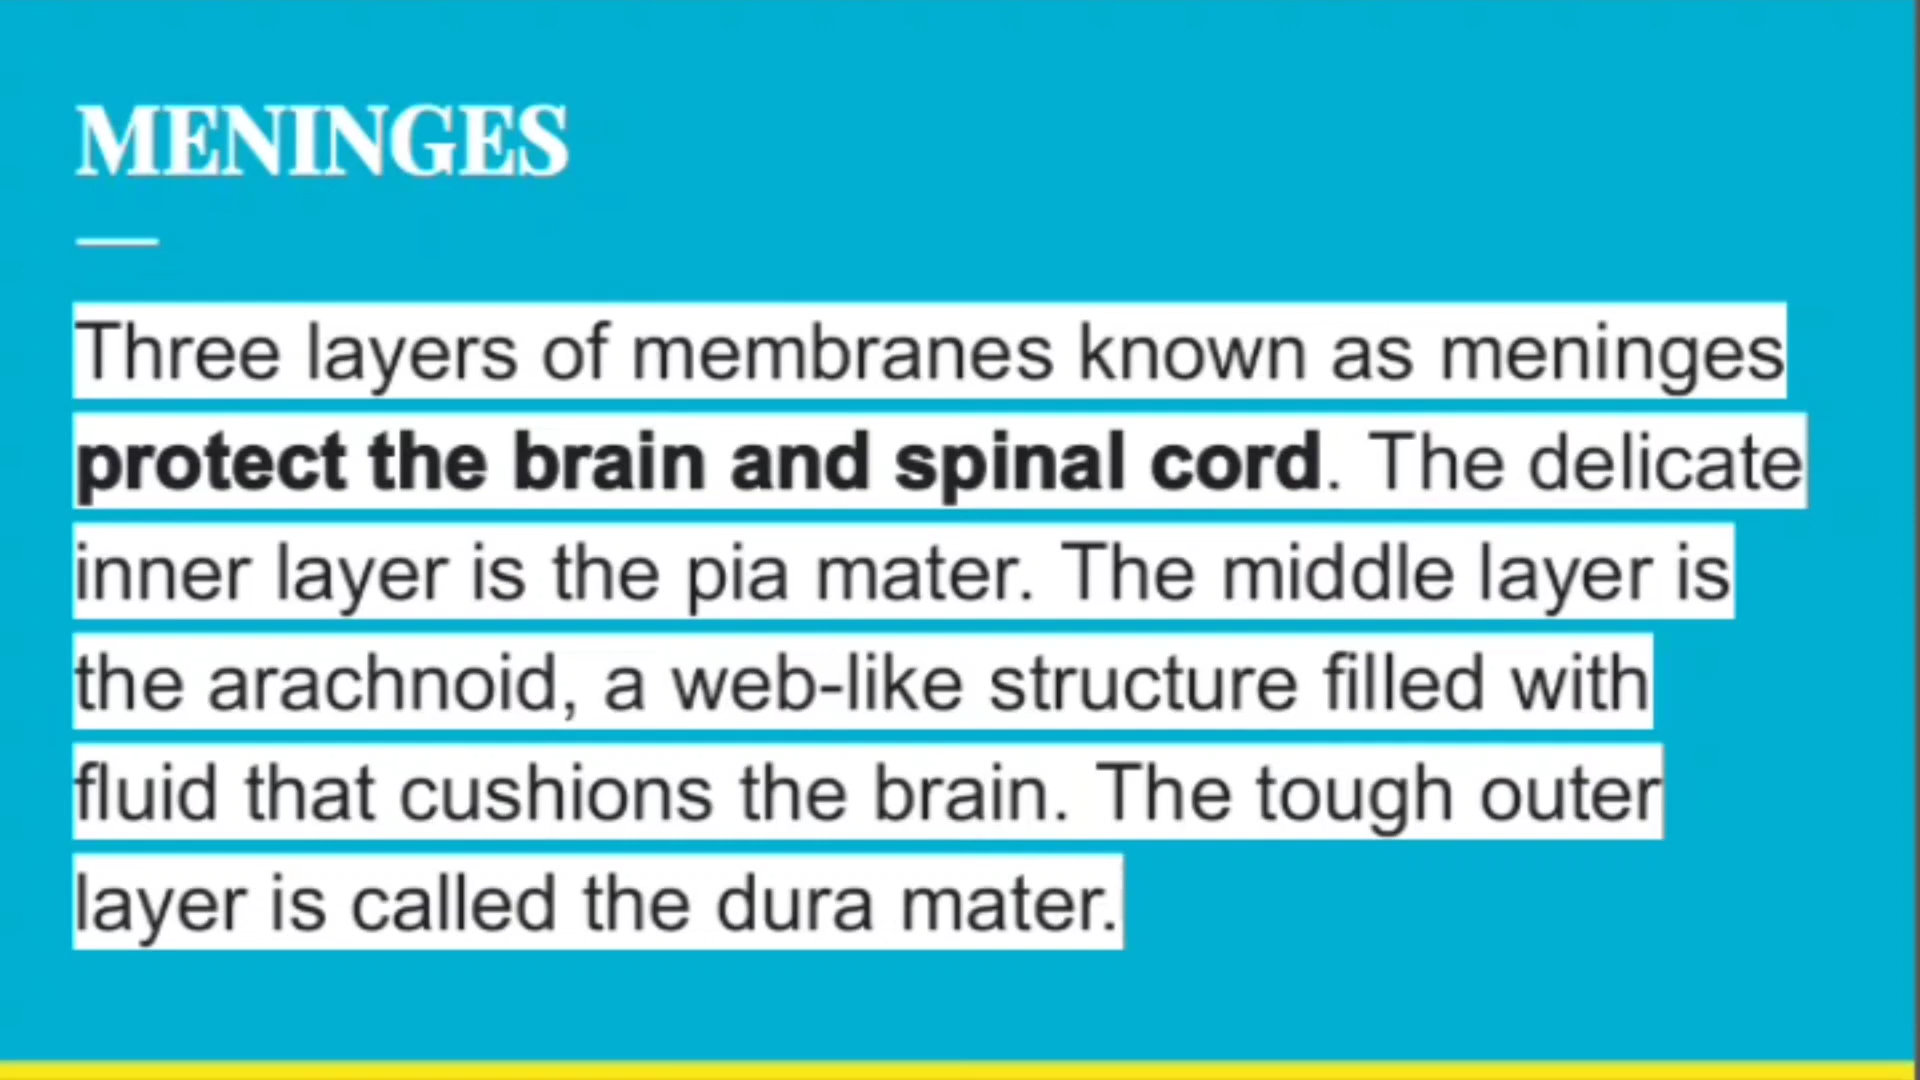 MENINGES
Three layers of membranes known as meninges
protect the brain and spinal cord. The delicate
inner layer is the pia mater. The middle layer is
the arachnoid, a web-like structure filled with
fluid that cushions the brain. The tough outer
layer is called the dura mater.